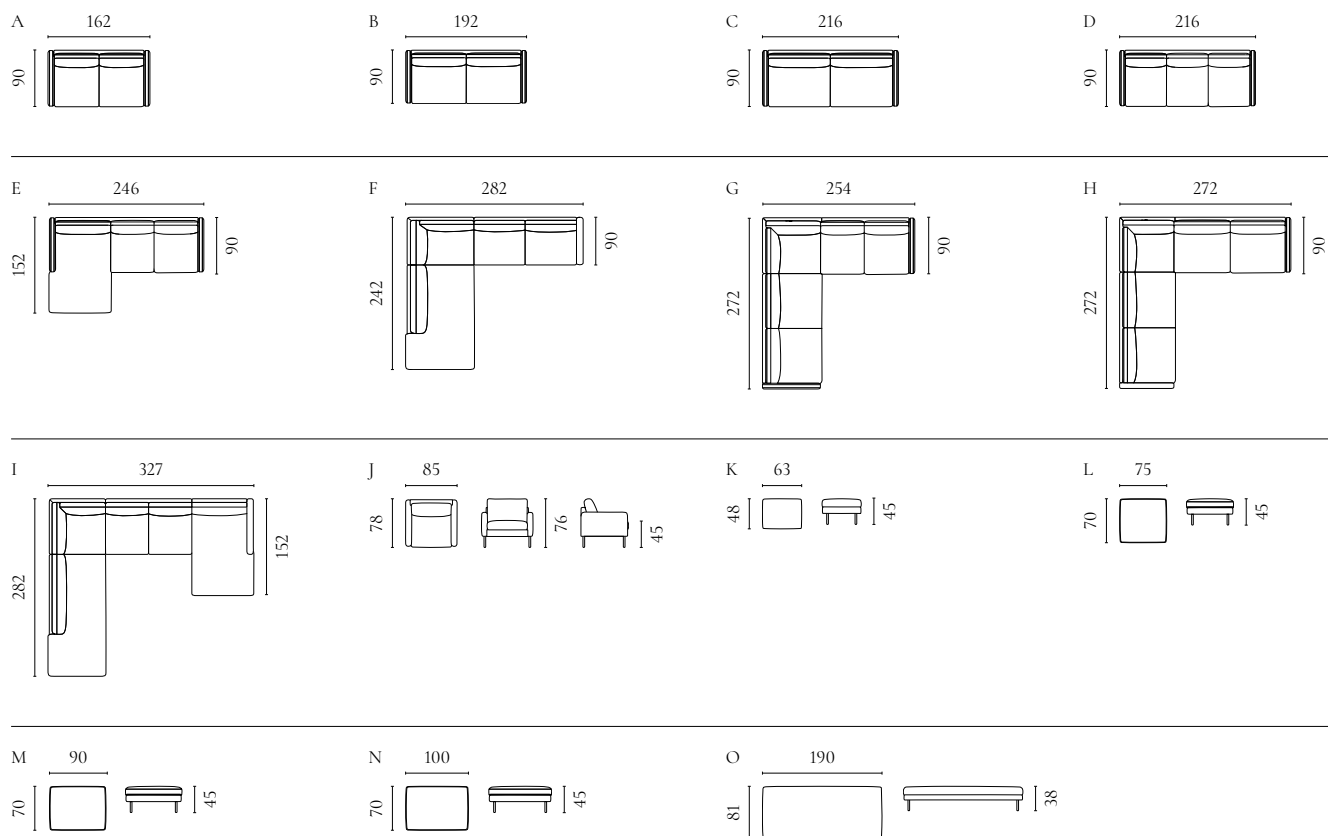 A 162 B 192 C 216 D 216
90 90 90 90
E 246 F 282 G 254 H 272
152 90 242 90 272 90 272 90
I 327 J 85 K 63 L 75
282 152 78 76 45 48 45 70 45
M 90 N 100 O 190
70 45 70 45 81 38